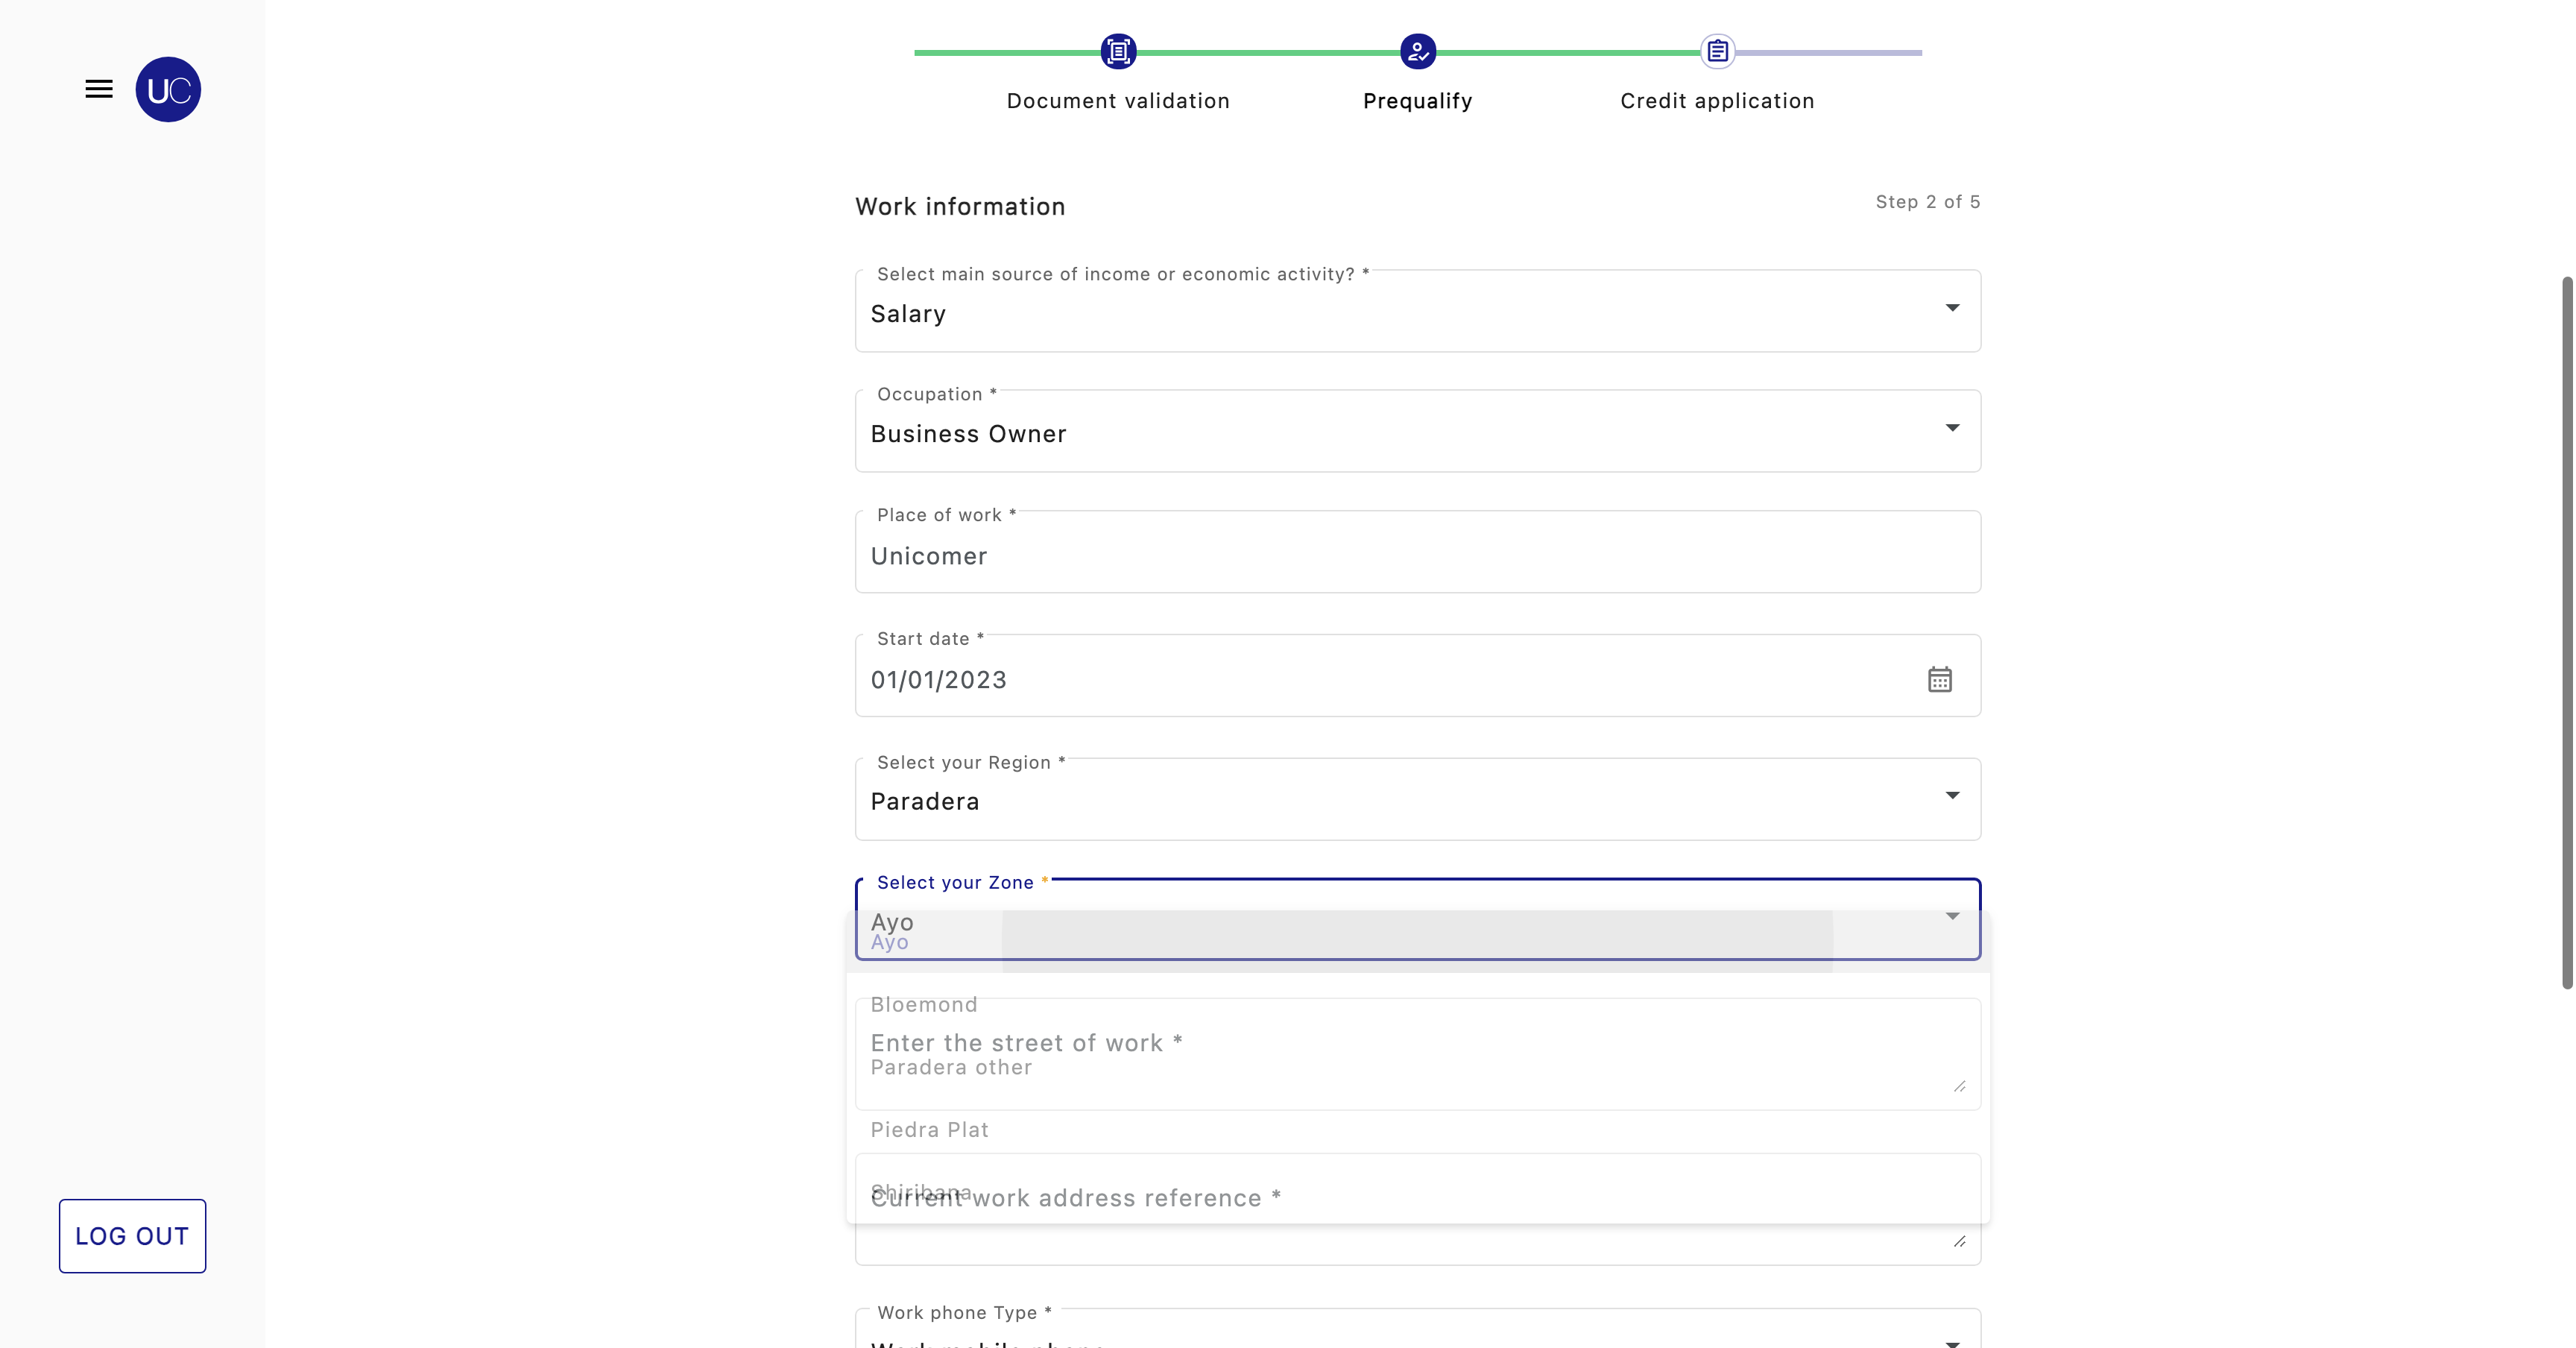 UC
Document validation
Prequalify
Credit application
Work information
Step 2 of 5
Select main source of income or economic activity? *
Salary
Occupation *
Business Owner
Place of work *
Unicomer
Start date *
01/01/2023
Select your Region *
Paradera
Select your Zone *
Ayo
Ayo
Bloemond
Enter the street of work *
Paradera other
Piedra Plat
Shiribana
Current work address reference *
LOG OUT
Work phone Type *
Work mobile phone